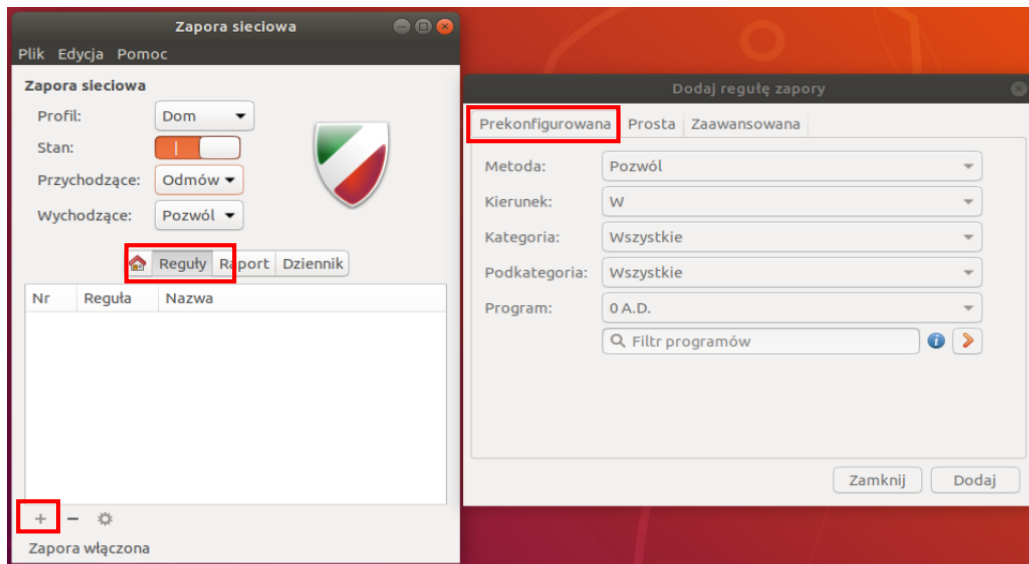 Zapora sieciowa
Plik Edycja Pomoc
Zapora sieciowa
Profil: Dom
Stan:
Przychodzące: Odmów
Wychodzące: Pozwól
Reguły Raport Dziennik
Nr Reguła Nazwa
Zapora włączona
Dodaj regułę zapory
Prekonfigurowana Prosta Zaawansowana
Metoda: Pozwól
Kierunek: W
Kategoria: Wszystkie
Podkategoria: Wszystkie
Program: 0 A.D.
Filtr programów
Zamknij Dodaj